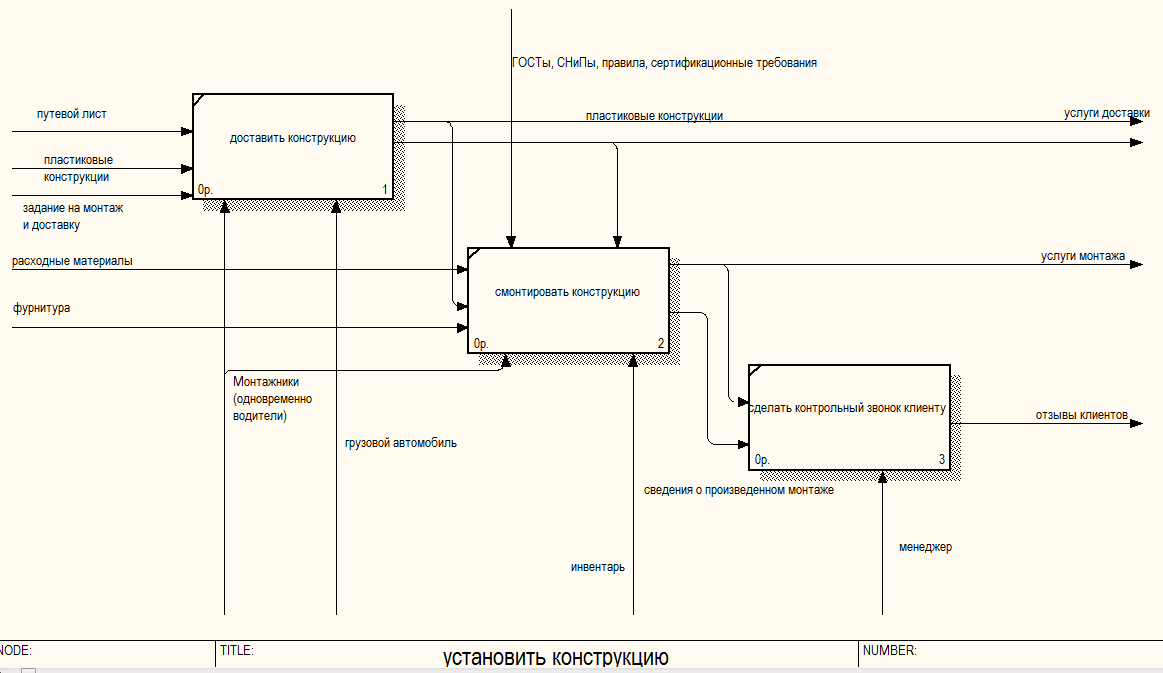 ГОСТы, СНиПы, правила, сертификационные требования
путевой лист
пластиковые конструкции
услуги доставки
доставить конструкцию
пластиковые
конструкции
0р.
1
задание на монтаж
и доставку
расходные материалы
услуги монтажа
смонтировать конструкцию
фурнитура
0р.
2
Монтажники
(одновременно
водители)
сделать контрольный звонок клиенту
отзывы клиентов
грузовой автомобиль
0р.
3
сведения о произведенном монтаже
менеджер
инвентарь
NODE:
TITLE:
установить конструкцию
NUMBER: